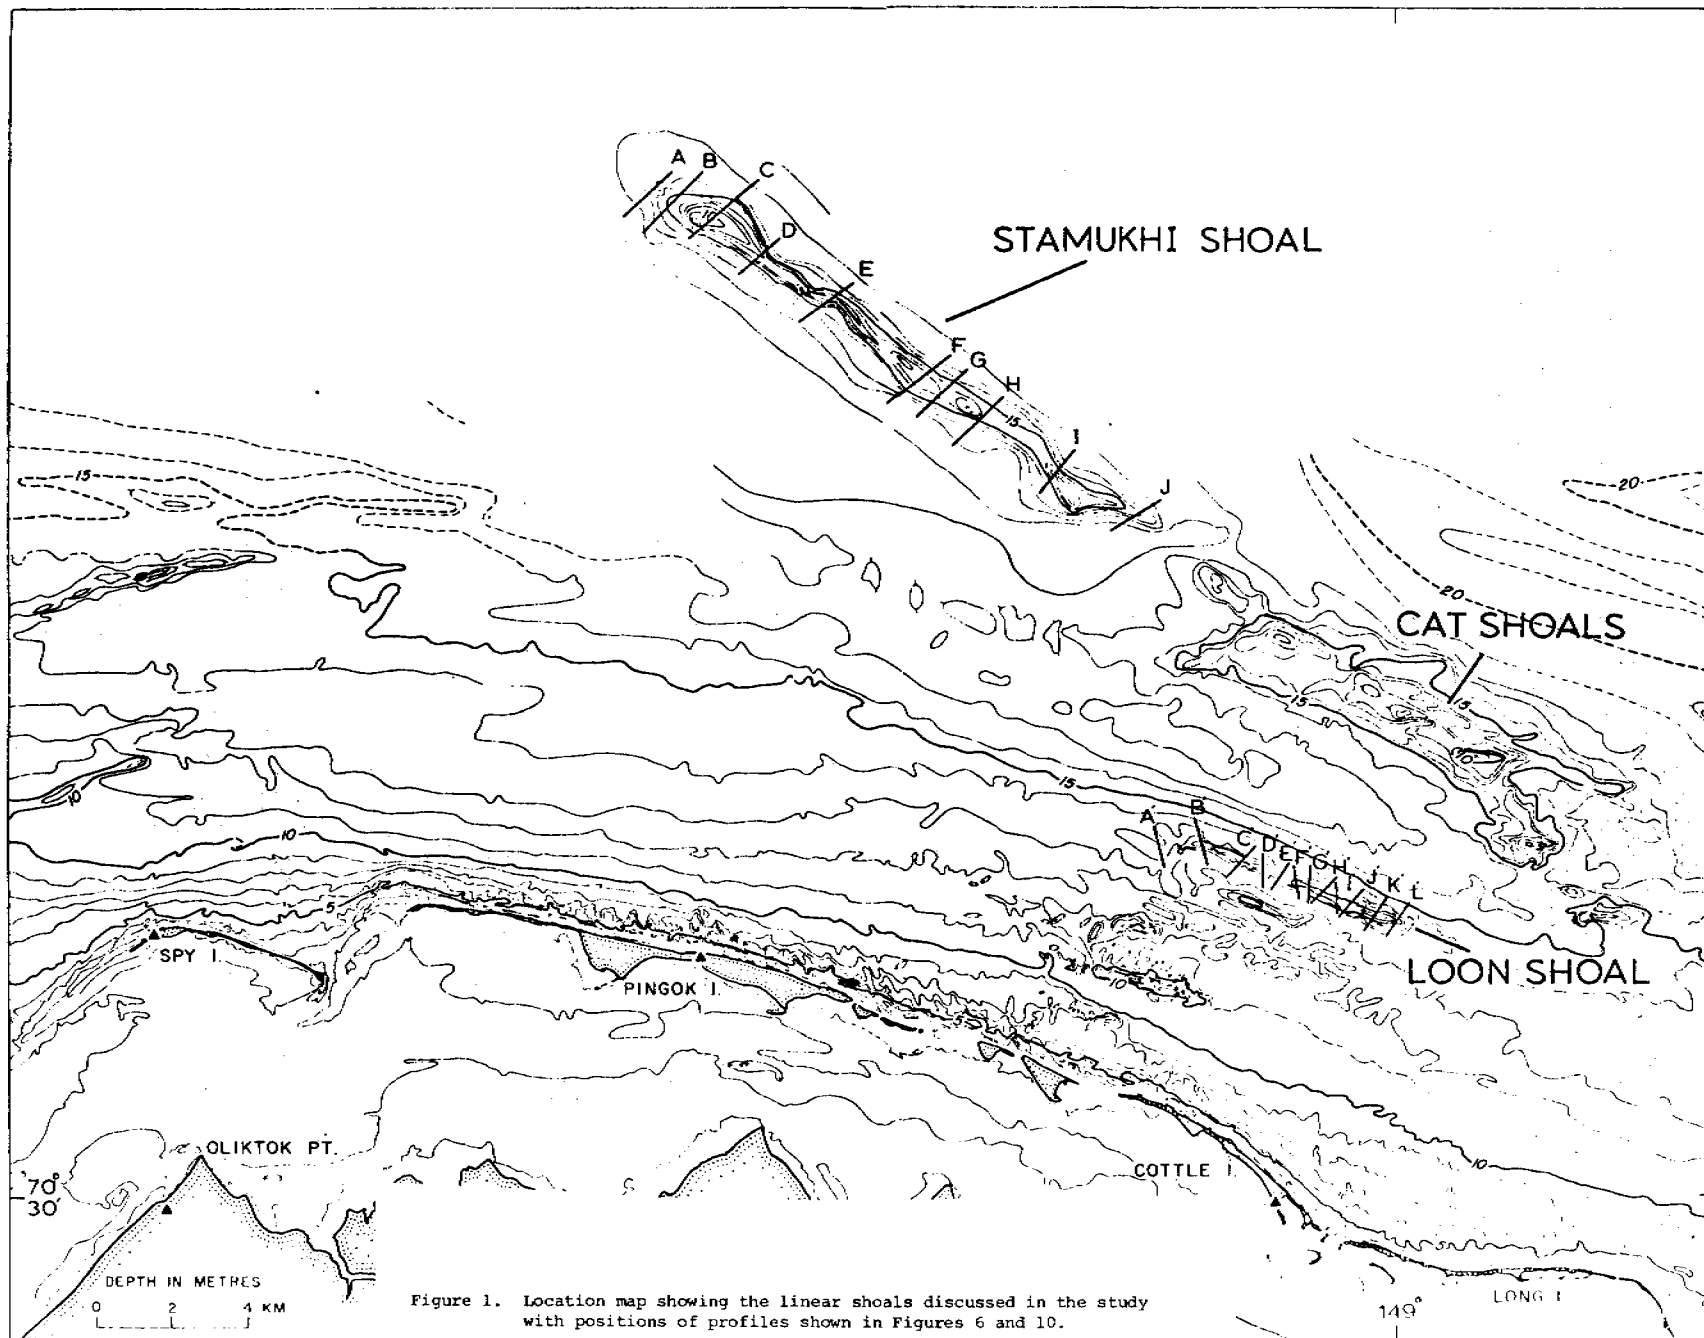 A
B
C
STAMUKHI SHOAL
D
E
F
G
H
15
I
J
15
20
20
CAT SHOALS
15
15
10
15
10
10
A
B
C
D
E
F
G
H
I
J
K
L
5
SPY I.
PINGOK I.
LOON SHOAL
10
5
OLIKTOK PT.
COTTLE I.
10
70°
30'
DEPTH IN METRES
0 2 4 KM
LONG I.
149°
Figure 1. Location map showing the linear shoals discussed in the study
with positions of profiles shown in Figures 6 and 10.